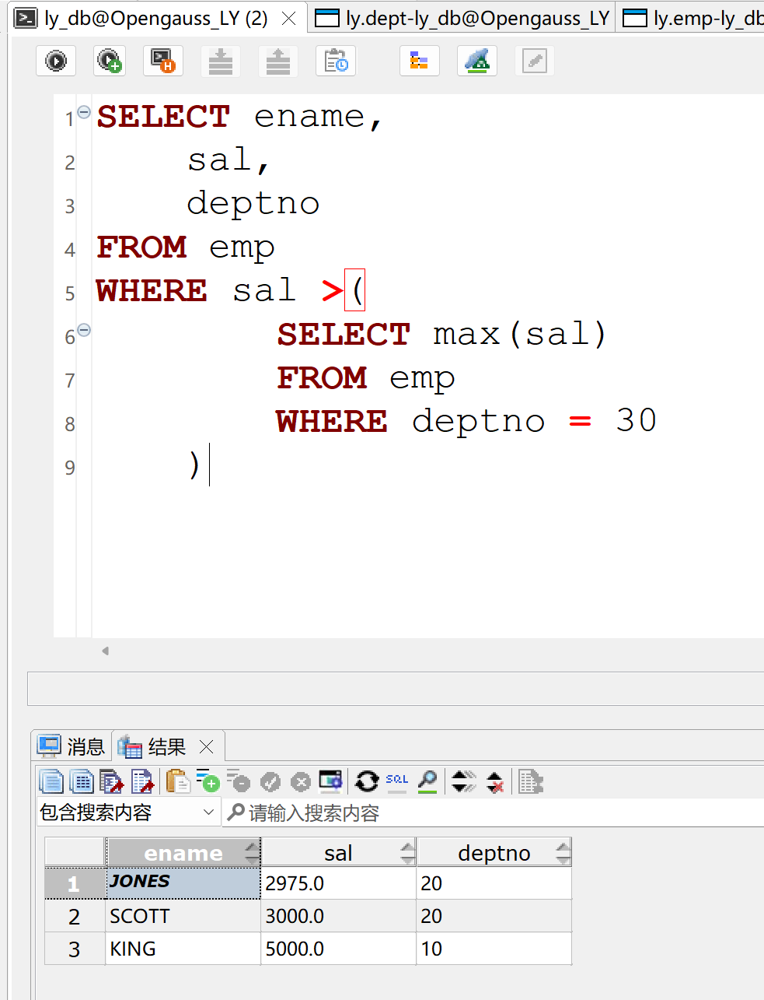 ly_db@Opengauss_LY (2) ly.dept-ly_db@Opengauss_LY ly.emp-ly_db
1 SELECT ename,
2 sal,
3 deptno
4 FROM emp
5 WHERE sal >(
6 SELECT max(sal)
7 FROM emp
8 WHERE deptno = 30
9 )
消息 结果
SQL
包含搜索内容 请输入搜索内容
ename sal deptno
1 JONES 2975.0 20
2 SCOTT 3000.0 20
3 KING 5000.0 10